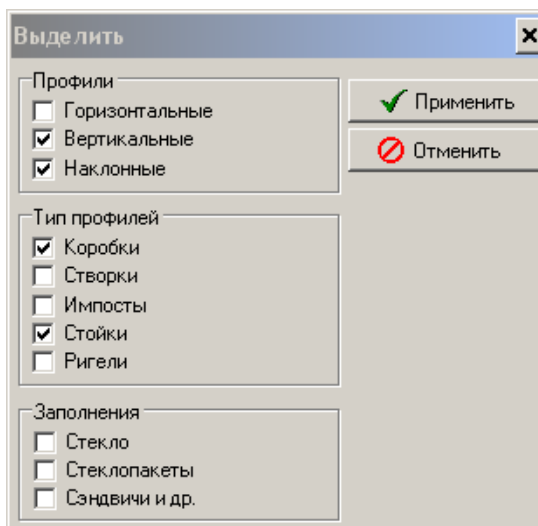 Выделить
Профили
Горизонтальные
Вертикальные
Наклонные
Применить
Отменить
Тип профилей
Коробки
Створки
Импосты
Стойки
Ригели
Заполнения
Стекло
Стеклопакеты
Сэндвичи и др.